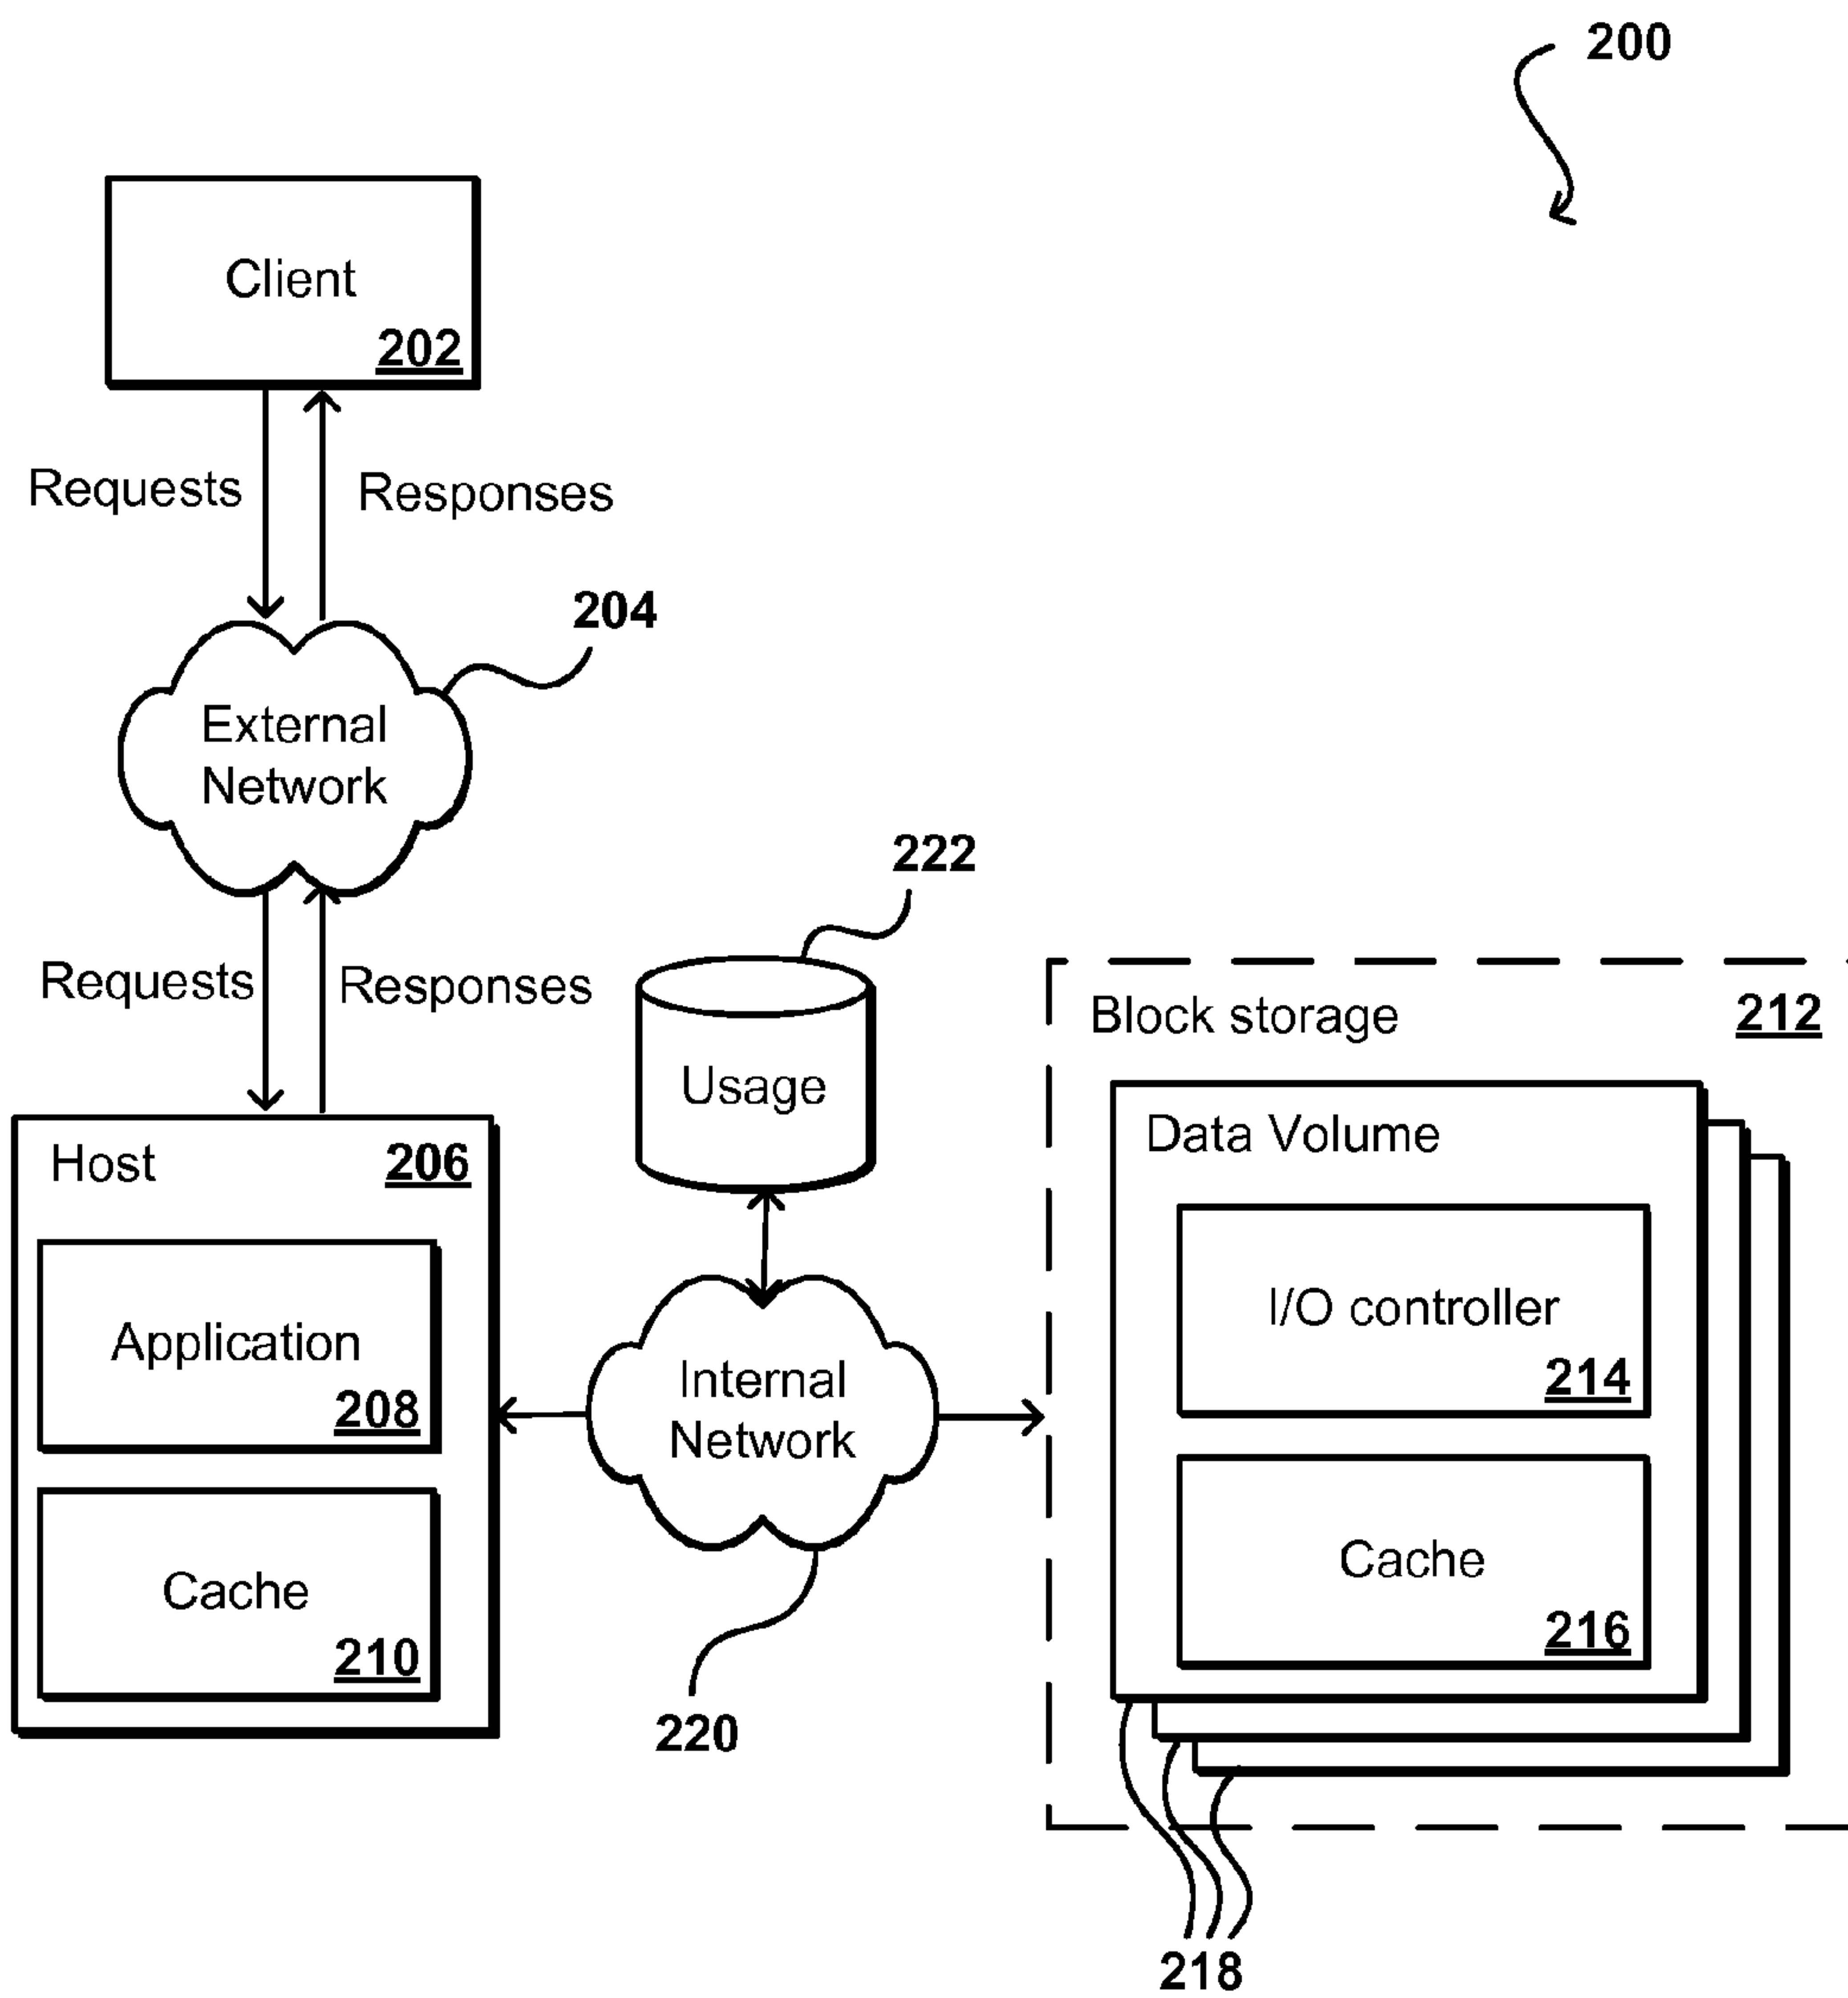 200
Client
202
Requests
Responses
204
External
Network
222
Requests
Responses
Usage
Block storage
212
Host
206
Data Volume
Application
208
I/O controller
214
Internal
Network
Cache
210
Cache
216
220
218